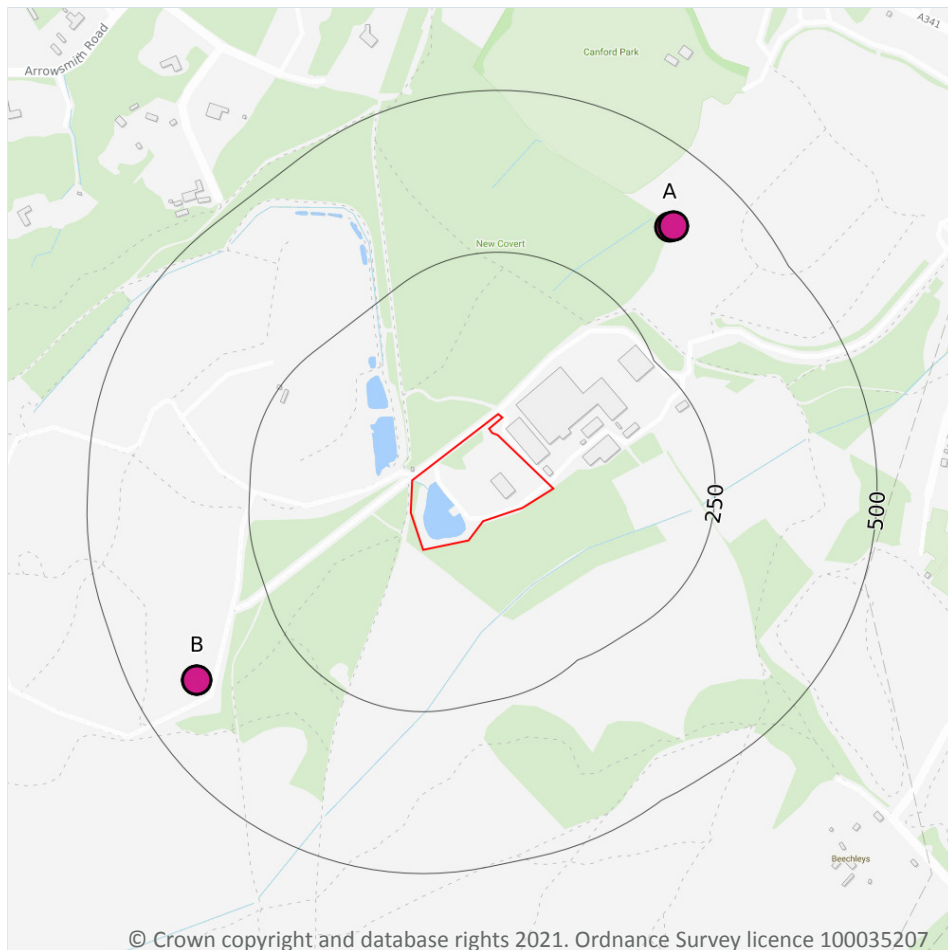 A341
Arrowsmith Road
Canford Park
A
New Covert
250
500
B
Beechleys
© Crown copyright and database rights 2021. Ordnance Survey licence 100035207